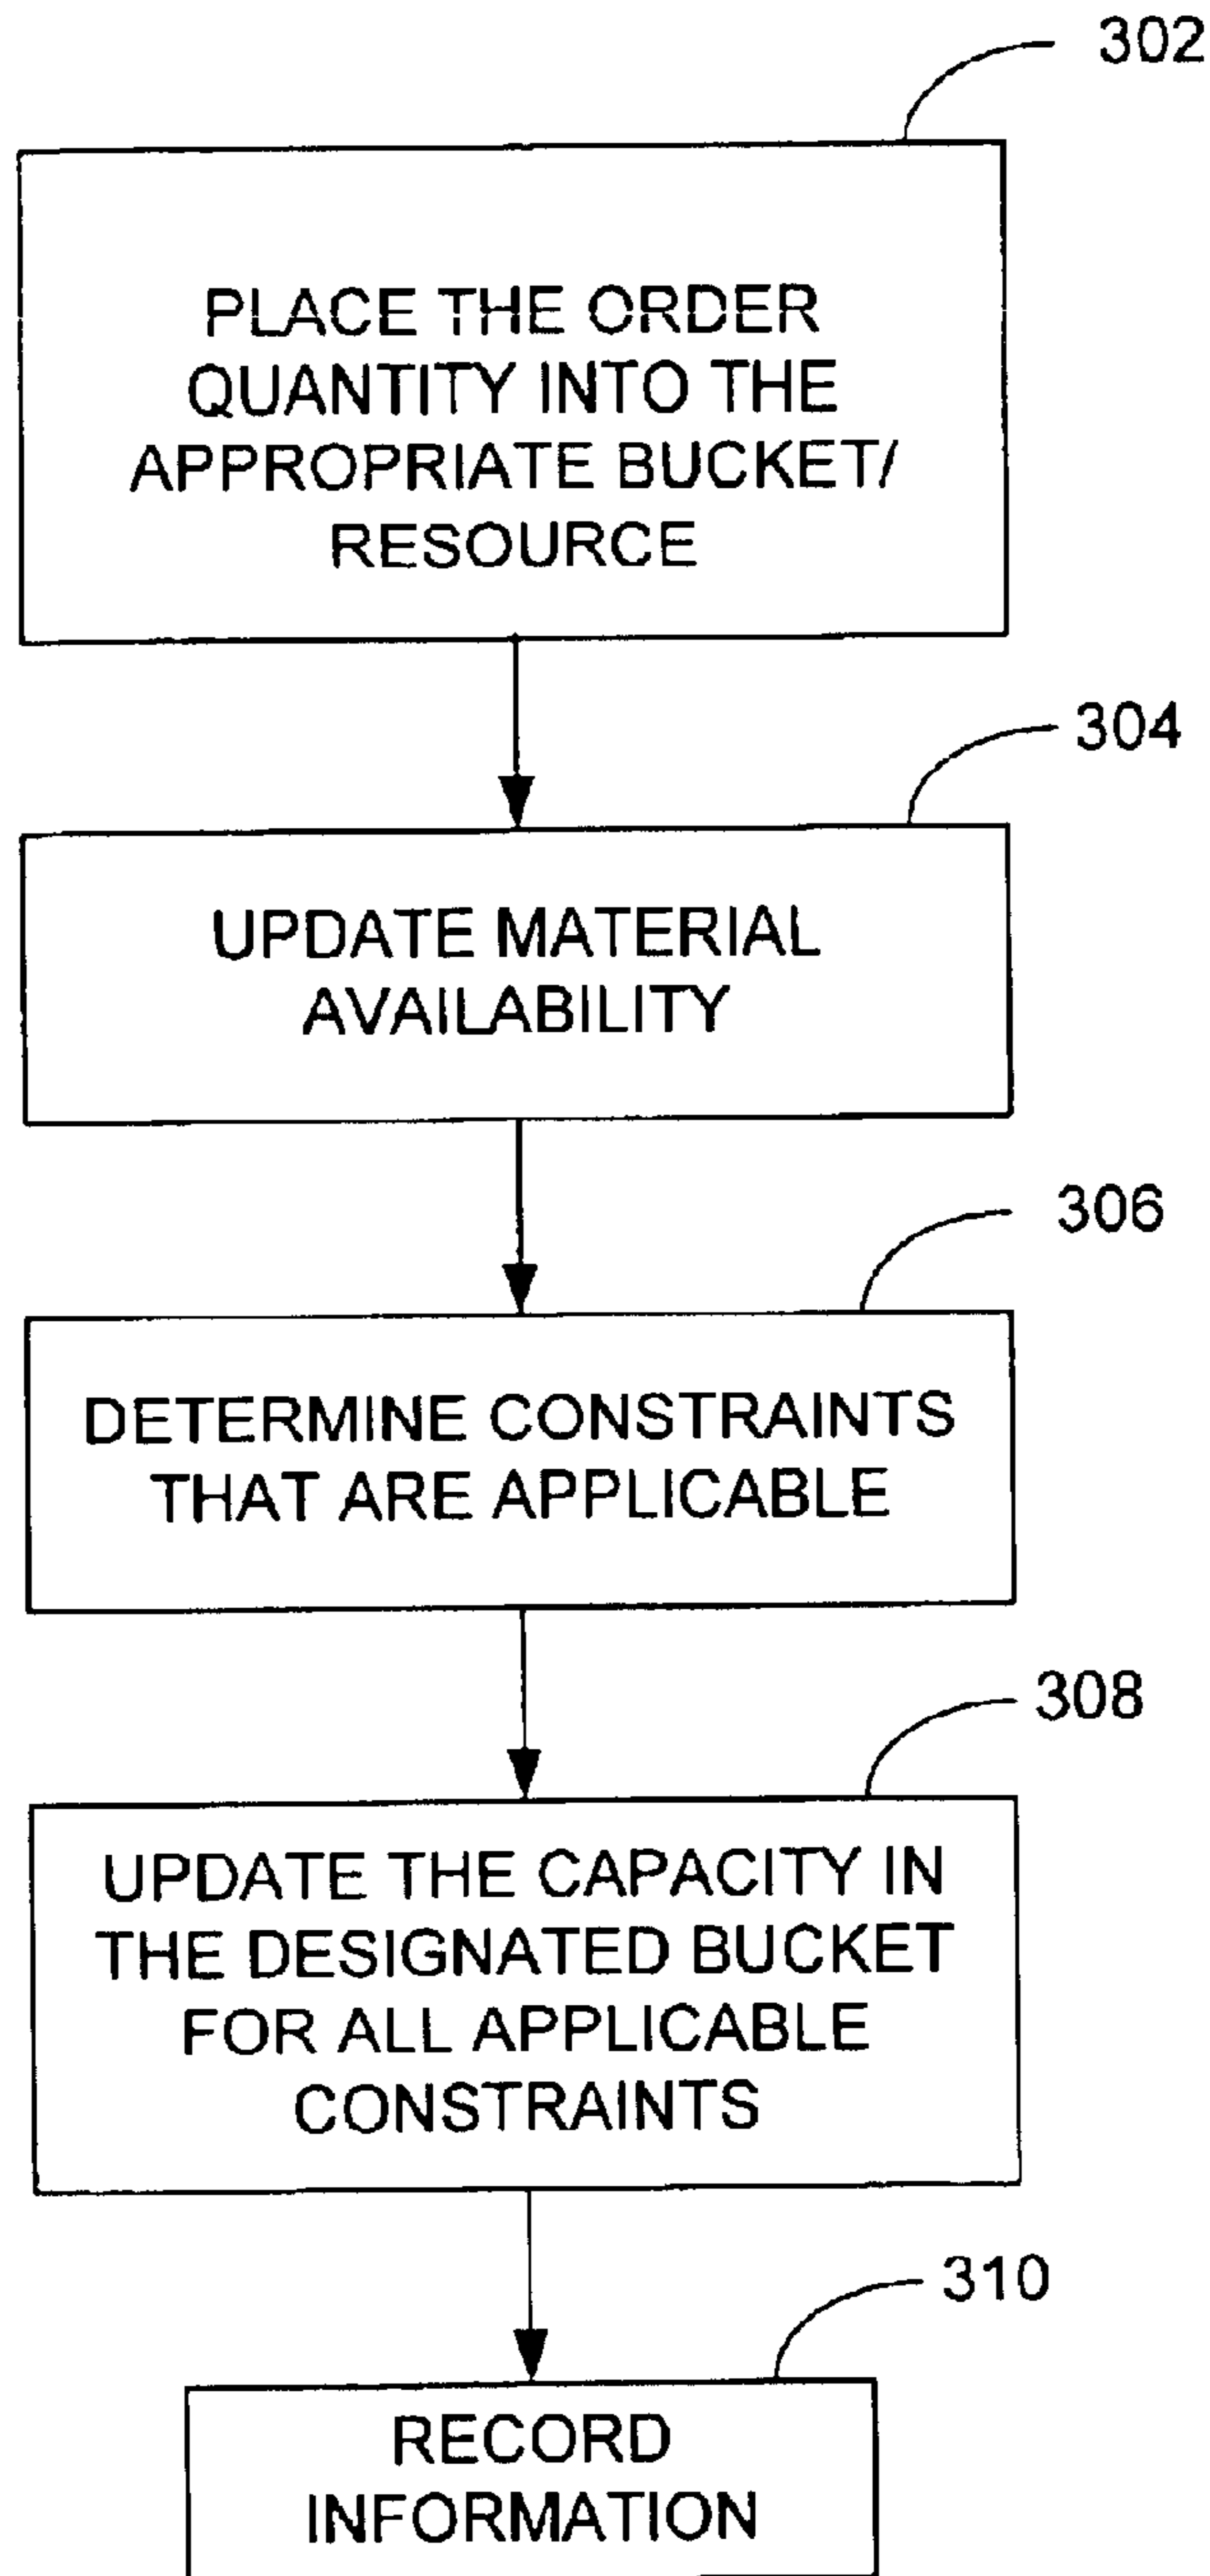 302
PLACE THE ORDER
QUANTITY INTO THE
APPROPRIATE BUCKET/
RESOURCE
304
UPDATE MATERIAL
AVAILABILITY
306
DETERMINE CONSTRAINTS
THAT ARE APPLICABLE
308
UPDATE THE CAPACITY IN
THE DESIGNATED BUCKET
FOR ALL APPLICABLE
CONSTRAINTS
310
RECORD
INFORMATION